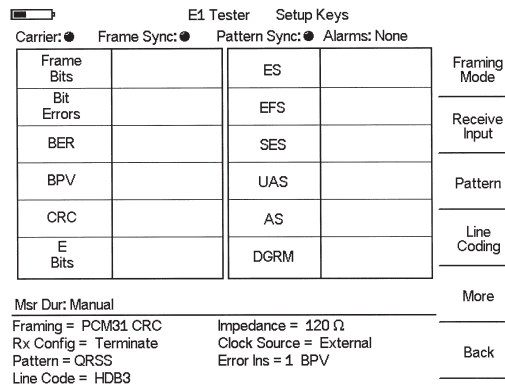 E1 Tester Setup Keys
Carrier: Frame Sync: Pattern Sync: Alarms: None
Frame
Bits
Bit
Errors
BER
BPV
CRC
E
Bits
ES
EFS
SES
UAS
AS
DGRM
Framing
Mode
Receive
Input
Pattern
Line
Coding
More
Back
Msr Dur: Manual
Framing = PCM31 CRC
Rx Config = Terminate
Pattern = QRSS
Line Code = HDB3
Impedance = 120 Ω
Clock Source = External
Error Ins = 1 BPV